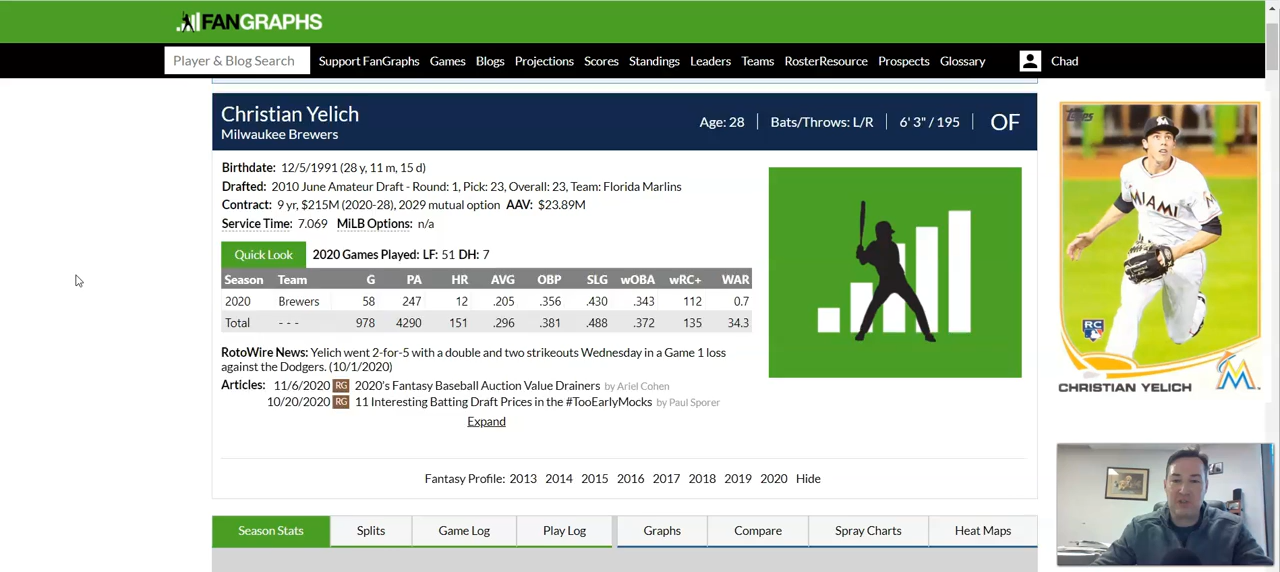 FANGRAPHS
Player & Blog Search Support FanGraphs Games Blogs Projections Scores Standings Leaders Teams RosterResource Prospects Glossary Chad
Christian Yelich
Milwaukee Brewers
Age: 28 Bats/Throws: L/R 6' 3" / 195 OF
Birthdate: 12/5/1991 (28 y, 11 m, 15 d)
Drafted: 2010 June Amateur Draft - Round: 1, Pick: 23, Overall: 23, Team: Florida Marlins
Contract: 9 yr, $215M (2020-28), 2029 mutual option AAV: $23.89M
Service Time: 7.069 MiLB Options: n/a
Quick Look 2020 Games Played: LF: 51 DH: 7
Season Team G PA HR AVG OBP SLG wOBA wRC+ WAR
2020 Brewers 58 247 12 .205 .356 .430 .343 112 0.7
Total - - - 978 4290 151 .296 .381 .488 .372 135 34.3
RotoWire News: Yelich went 2-for-5 with a double and two strikeouts Wednesday in a Game 1 loss
against the Dodgers. (10/1/2020)
Articles: 11/6/2020 RG 2020's Fantasy Baseball Auction Value Drainers by Ariel Cohen
10/20/2020 RG 11 Interesting Batting Draft Prices in the #TooEarlyMocks by Paul Sporer
Expand
Fantasy Profile: 2013 2014 2015 2016 2017 2018 2019 2020 Hide
Season Stats Splits Game Log Play Log Graphs Compare Spray Charts Heat Maps
Topps
MIAMI
RC
CHRISTIAN YELICH